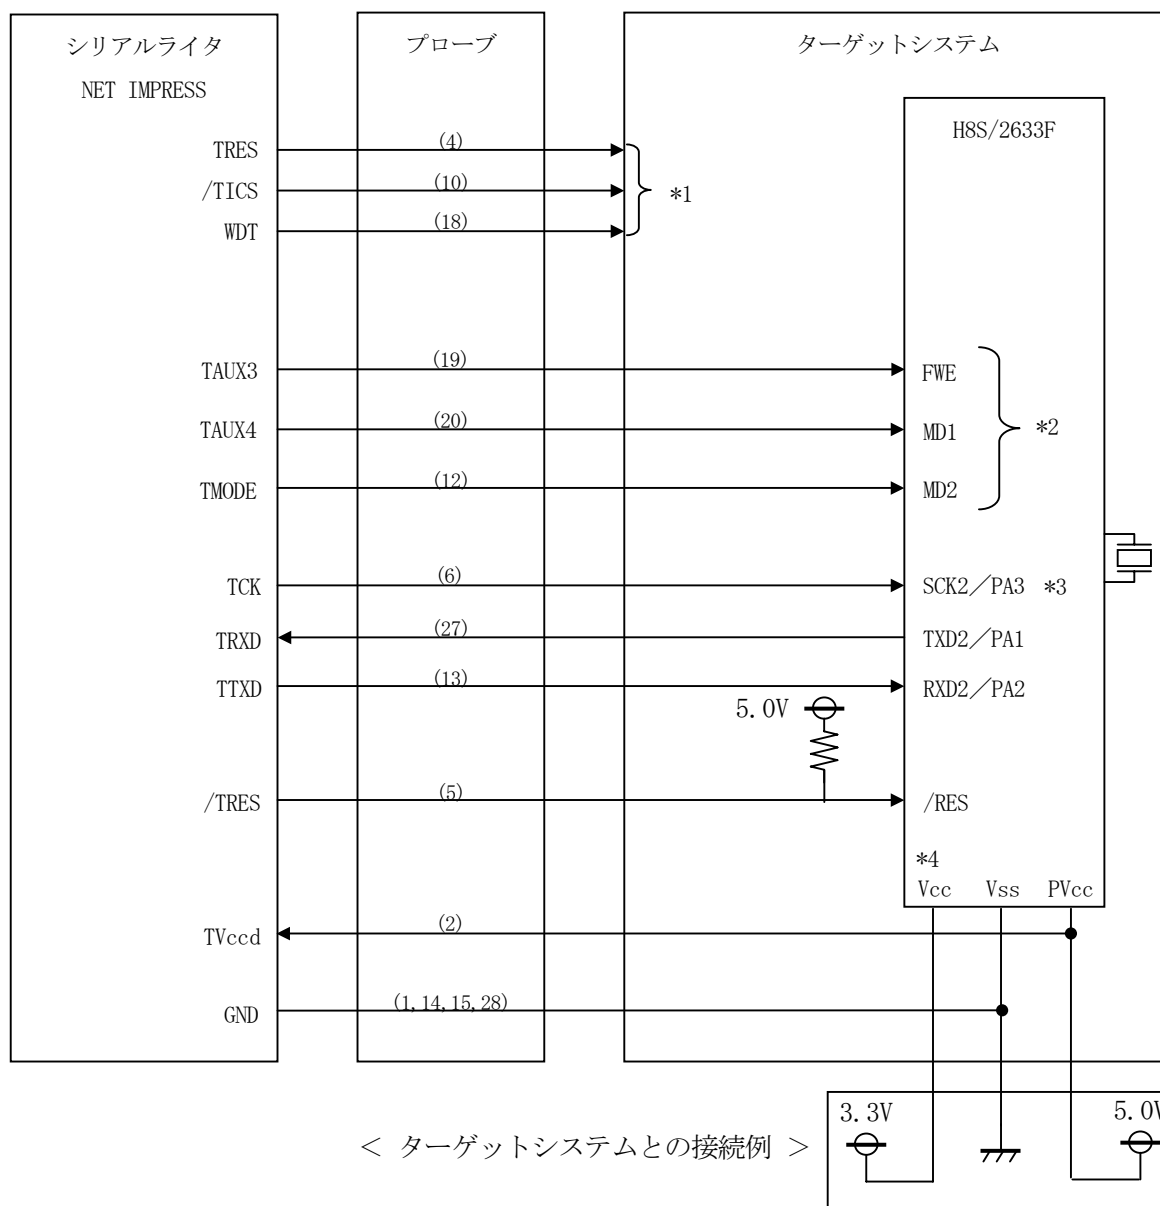 シリアルライタ
プローブ
ターゲットシステム
NET IMPRESS
H8S/2633F
TRES
(4)
/TICS
(10)
*1
WDT
(18)
TAUX3
(19)
FWE
TAUX4
(20)
MD1
*2
TMODE
(12)
MD2
TCK
(6)
SCK2／PA3 *3
TRXD
(27)
TXD2／PA1
TTXD
(13)
RXD2／PA2
5.0V
/TRES
(5)
/RES
*4
Vcc Vss PVcc
TVccd
(2)
GND
(1,14,15,28)
3.3V
5.0V
< ターゲットシステムとの接続例 >